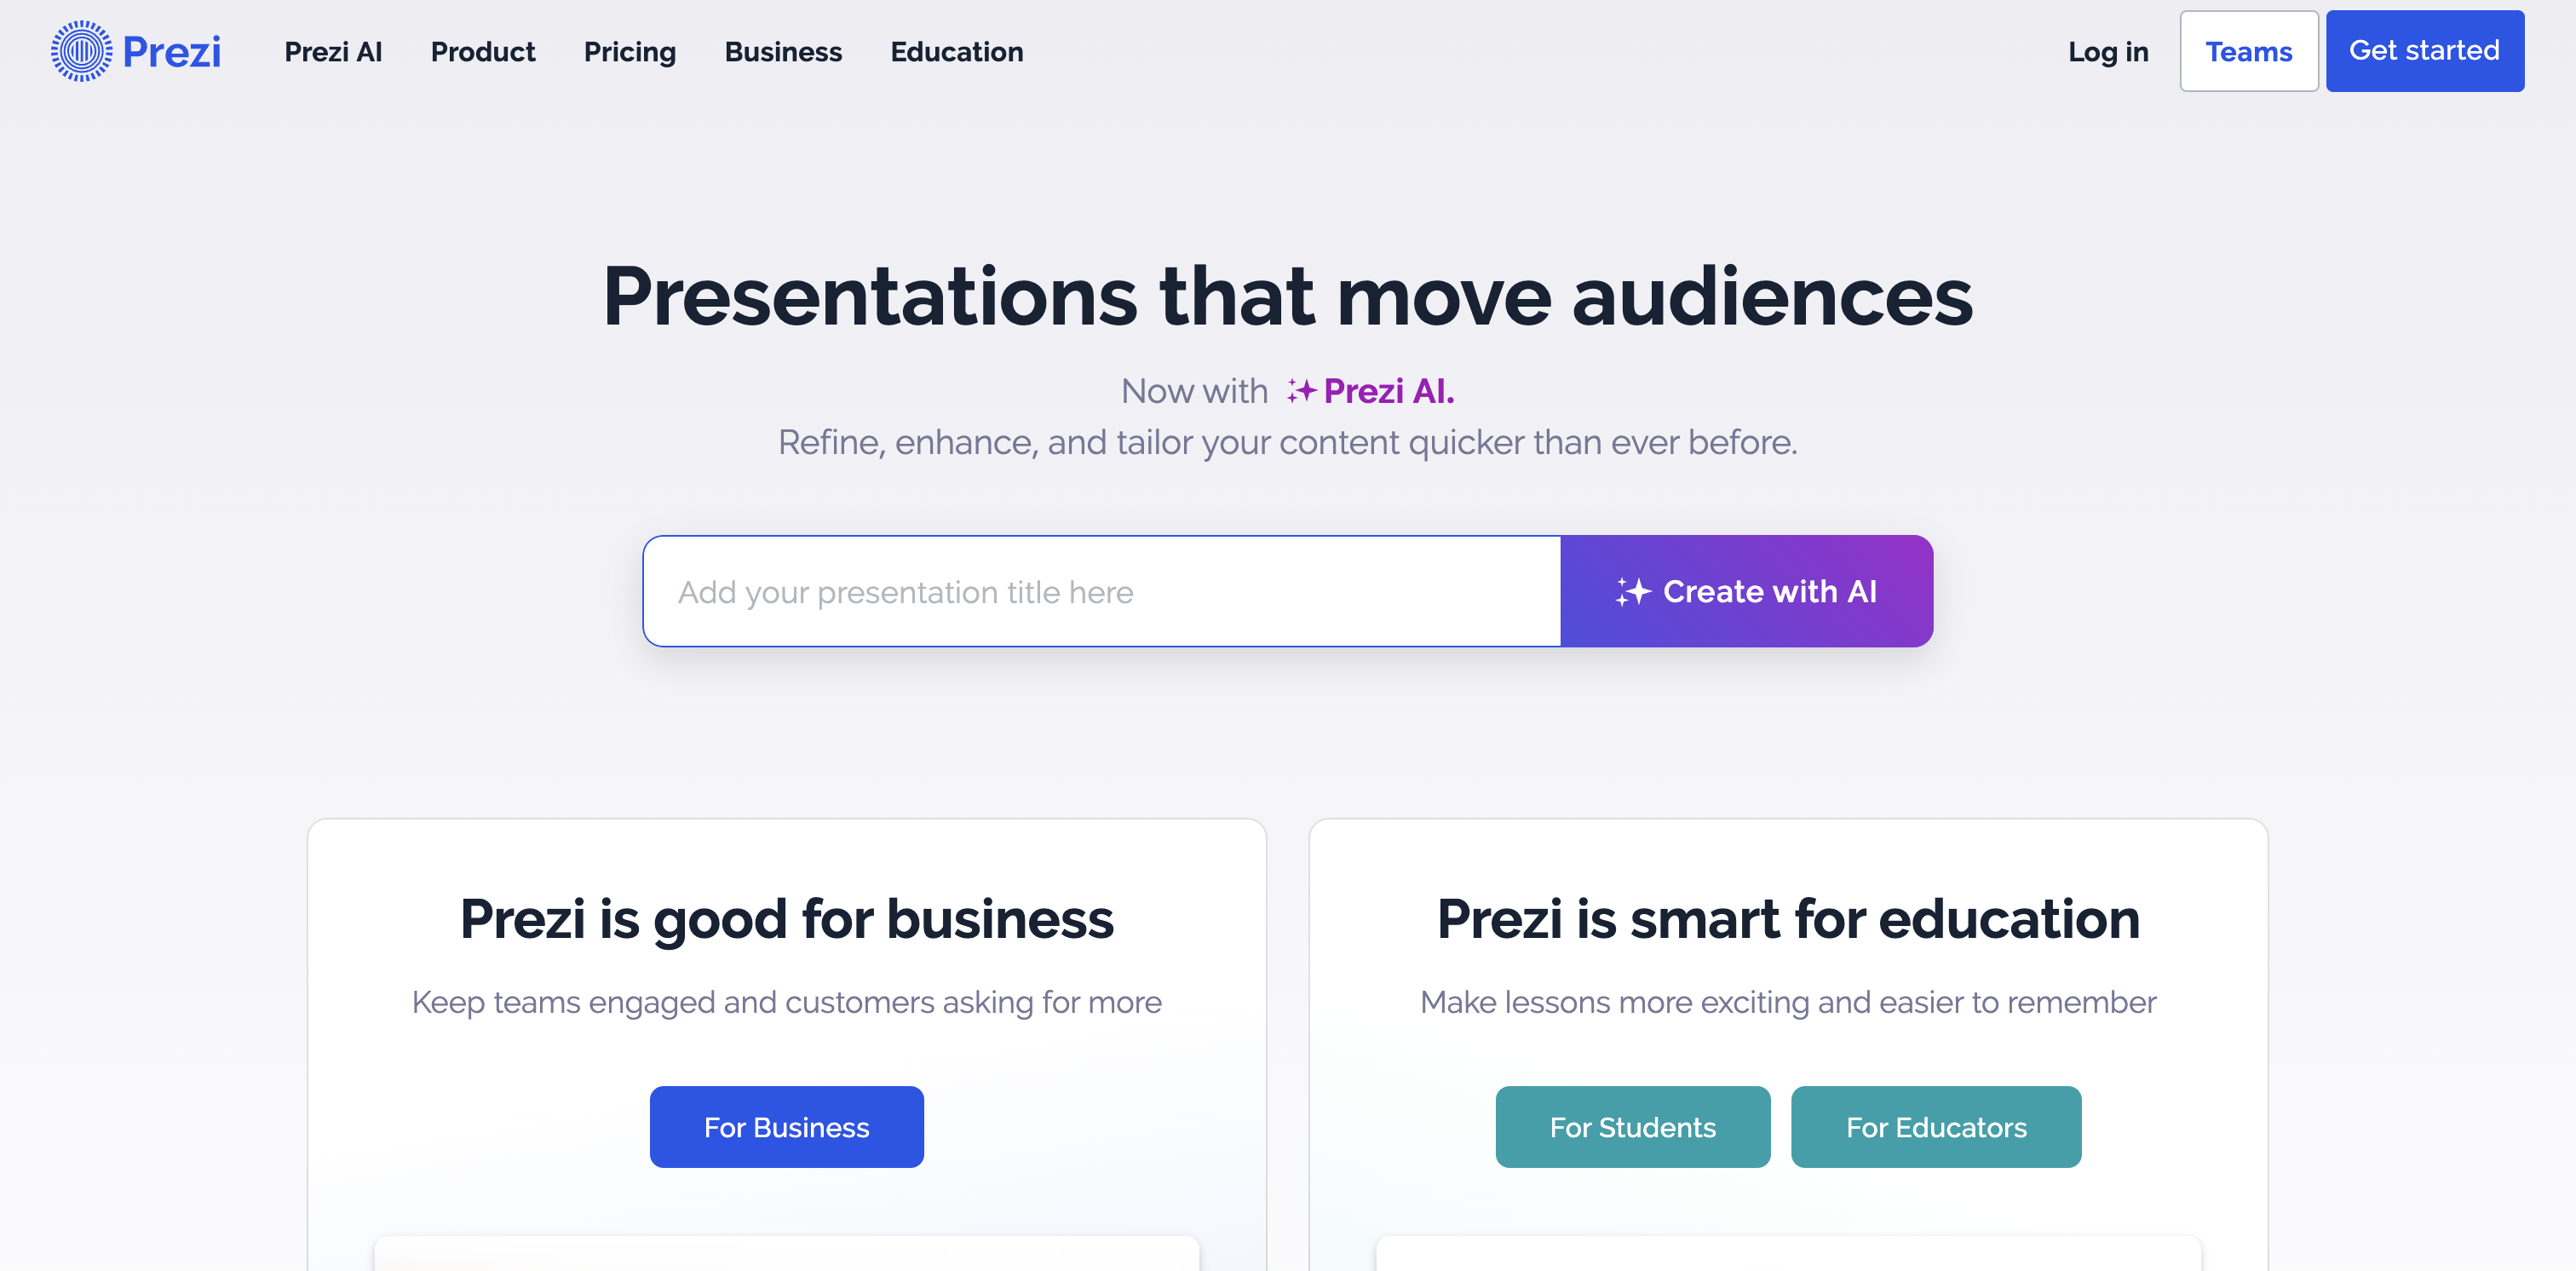 Prezi
Prezi AI
Product
Pricing
Business
Education
Log in
Teams
Get started
Presentations that move audiences
Now with Prezi AI.
Refine, enhance, and tailor your content quicker than ever before.
Add your presentation title here
Create with AI
Prezi is good for business
Keep teams engaged and customers asking for more
For Business
Prezi is smart for education
Make lessons more exciting and easier to remember
For Students
For Educators